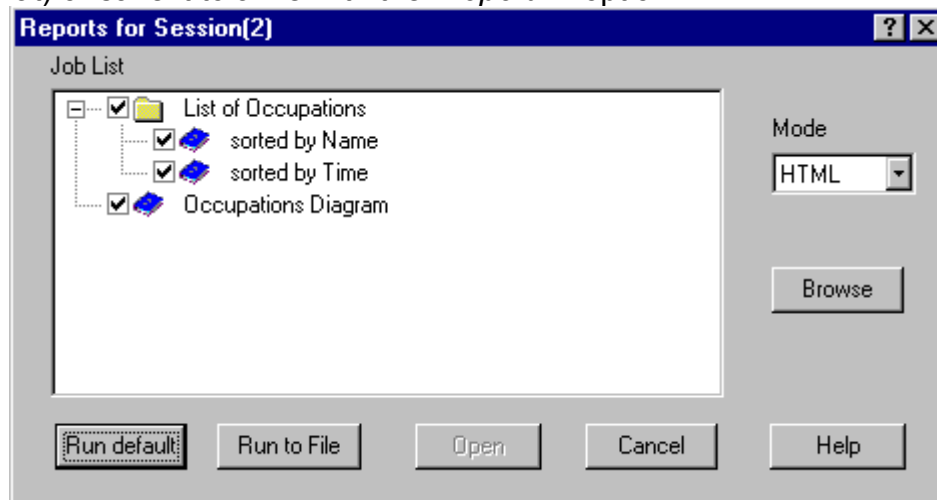 Reports for Session(2)
Job List
List of Occupations
sorted by Name
sorted by Time
Occupations Diagram
Mode
HTML
Browse
Run default
Run to File
Open
Cancel
Help